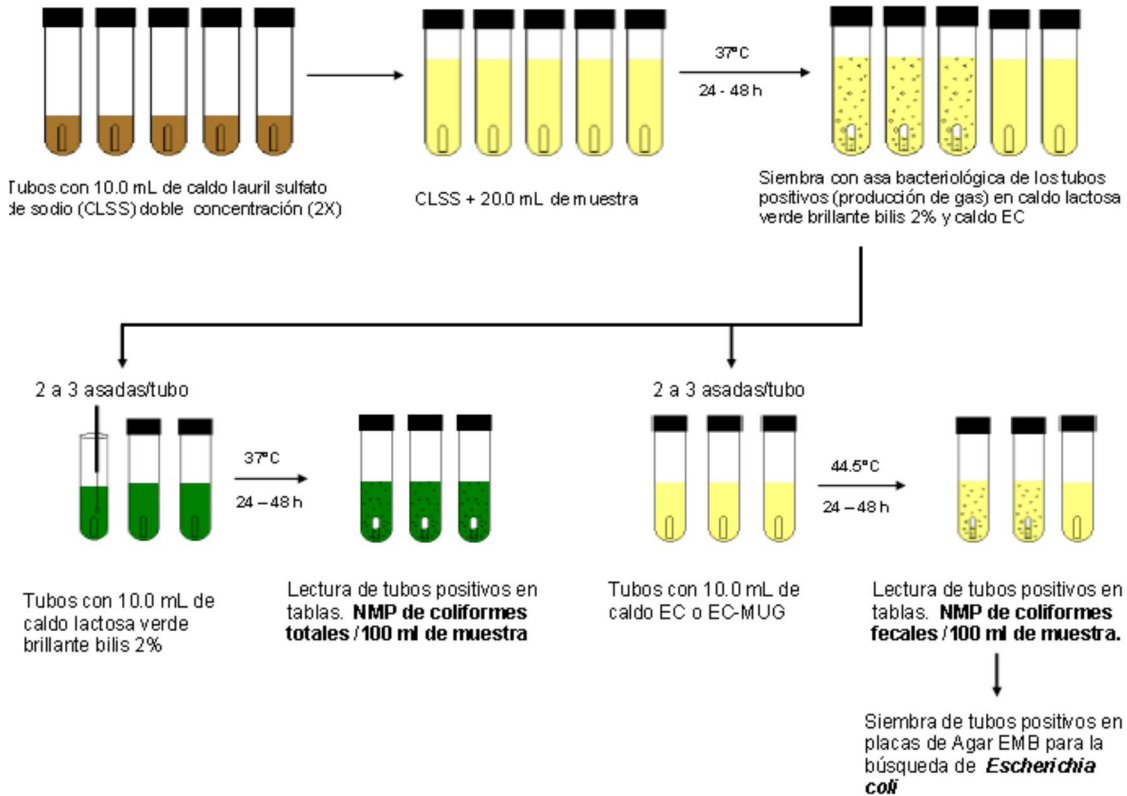 Tubos con 10.0 mL de caldo lauril sulfato
de sodio (CLSS) doble concentración (2X)
CLSS + 20.0 mL de muestra
37°C
24 - 48 h
Siembra con asa bacteriológica de los tubos
positivos (producción de gas) en caldo lactosa
verde brillante bilis 2% y caldo EC
2 a 3 asadas/tubo
37°C
24 – 48 h
Tubos con 10.0 mL de
caldo lactosa verde
brillante bilis 2%
Lectura de tubos positivos en
tablas. NMP de coliformes
totales /100 ml de muestra
2 a 3 asadas/tubo
44.5°C
24 – 48 h
Tubos con 10.0 mL de
caldo EC o EC-MUG
Lectura de tubos positivos en
tablas. NMP de coliformes
fecales /100 ml de muestra.
Siembra de tubos positivos en
placas de Agar EMB para la
búsqueda de Escherichia
coli